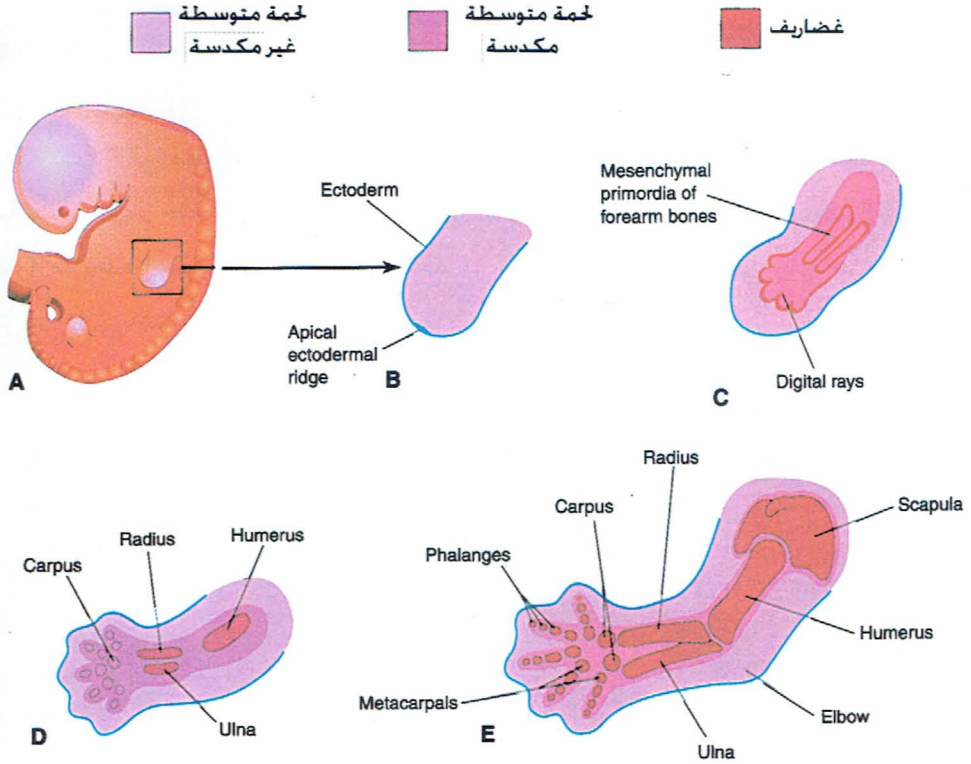 لحمة متوسطة
غير مكدسة
لحمة متوسطة
مكدسة
غضاريف
Ectoderm
Apical
ectodermal
ridge
A
B
Mesenchymal
primordia of
forearm bones
Digital rays
C
Carpus
Radius
Humerus
Ulna
D
Radius
Carpus
Phalanges
Scapula
Humerus
Metacarpals
Elbow
Ulna
E